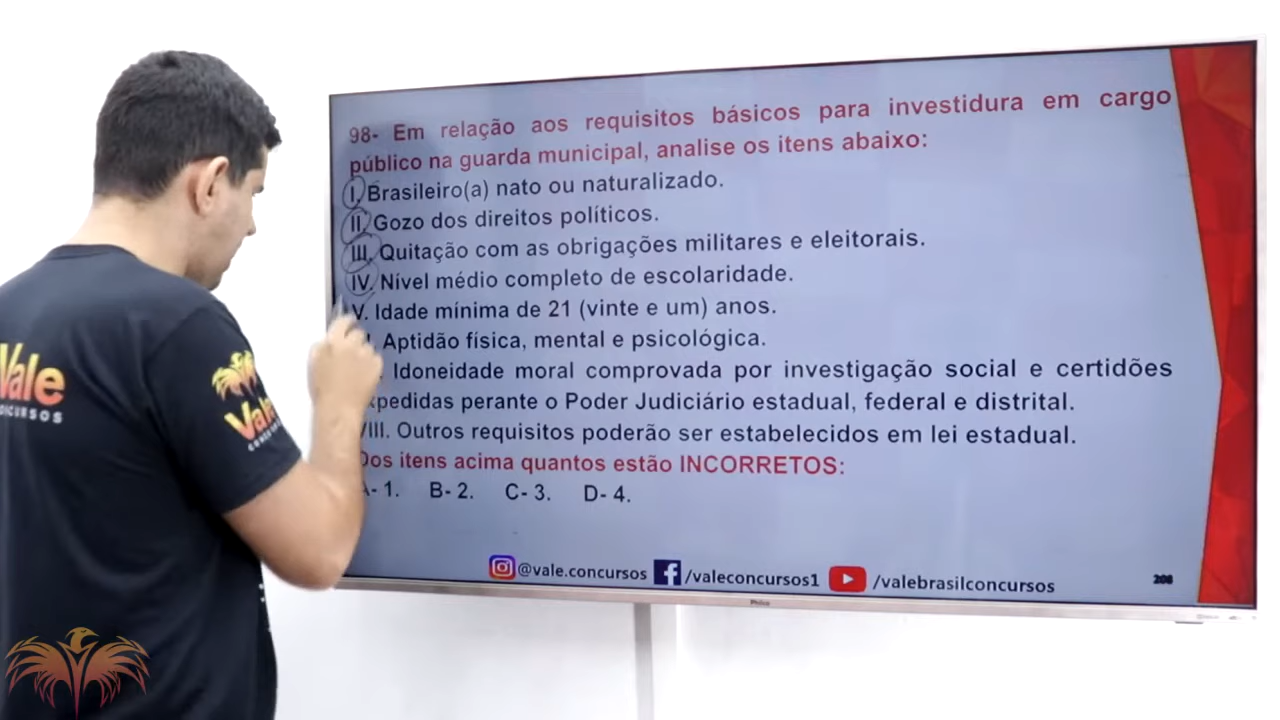 98- Em relação aos requisitos básicos para investidura em cargo
público na guarda municipal, analise os itens abaixo:
I. Brasileiro(a) nato ou naturalizado.
II. Gozo dos direitos políticos.
III. Quitação com as obrigações militares e eleitorais.
IV. Nível médio completo de escolaridade.
V. Idade mínima de 21 (vinte e um) anos.
Aptidão física, mental e psicológica.
Idoneidade moral comprovada por investigação social e certidões
expedidas perante o Poder Judiciário estadual, federal e distrital.
VIII. Outros requisitos poderão ser estabelecidos em lei estadual.
Dos itens acima quantos estão INCORRETOS:
A- 1. B- 2. C- 3. D- 4.
@vale.concursos /valeconcursos1 /valebrasilconcursos
208
Philco
Vale
Vale